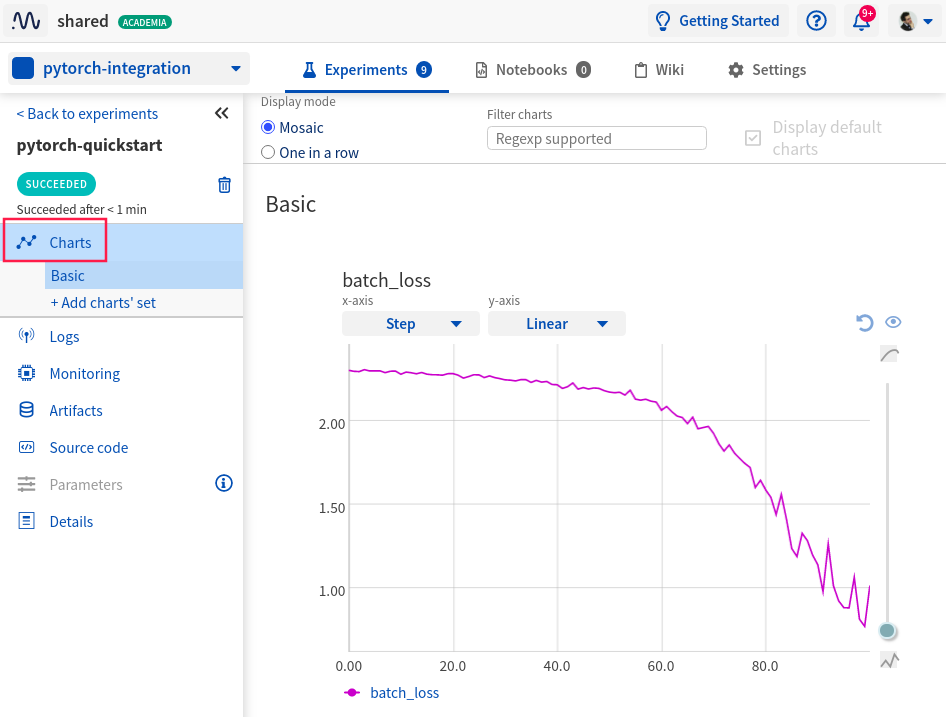 shared ACADEMIA
Getting Started
9+
pytorch-integration
Experiments 9
Notebooks 0
Wiki
Settings
< Back to experiments
pytorch-quickstart
SUCCEEDED
Succeeded after < 1 min
Charts
Basic
+ Add charts' set
Logs
Monitoring
Artifacts
Source code
Parameters
Details
Display mode
Mosaic
One in a row
Filter charts
Regexp supported
Display default
charts
Basic
batch_loss
x-axis
y-axis
Step
Linear
2.00
1.50
1.00
0.00 20.0 40.0 60.0 80.0
batch_loss